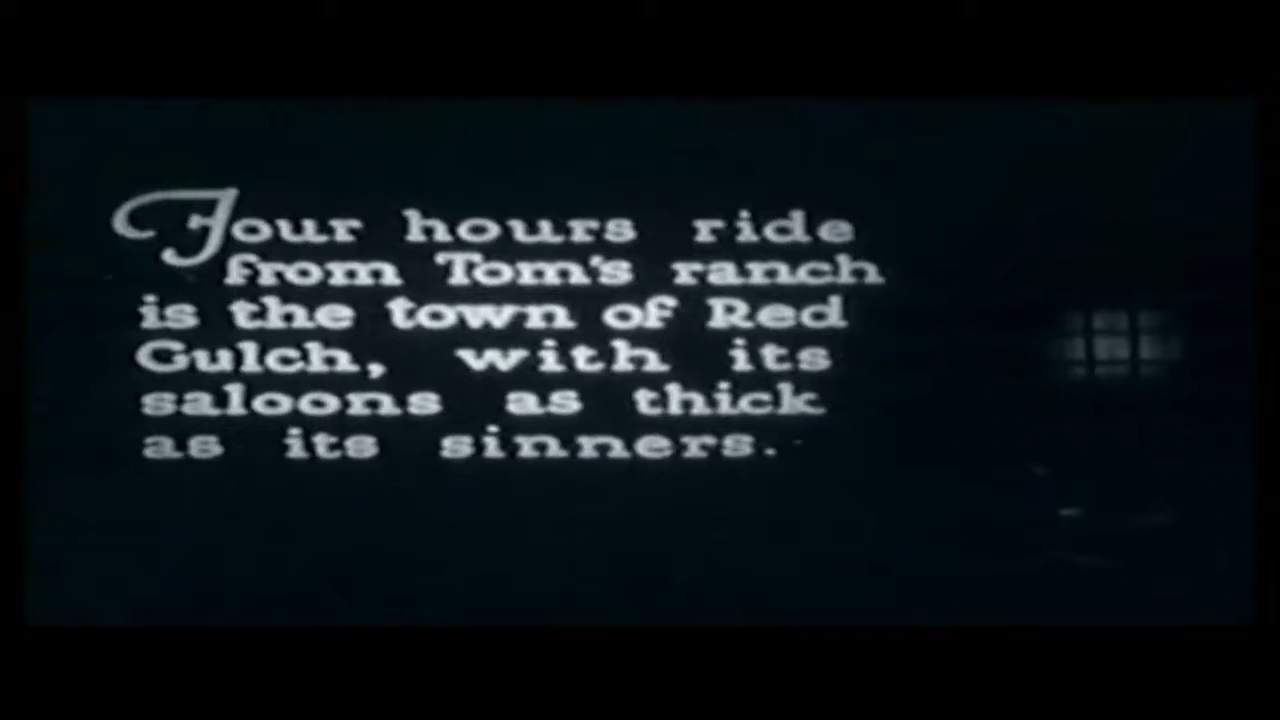 Four hours ride
from Tom's ranch
is the town of Red
Gulch, with its
saloons as thick
as its sinners.